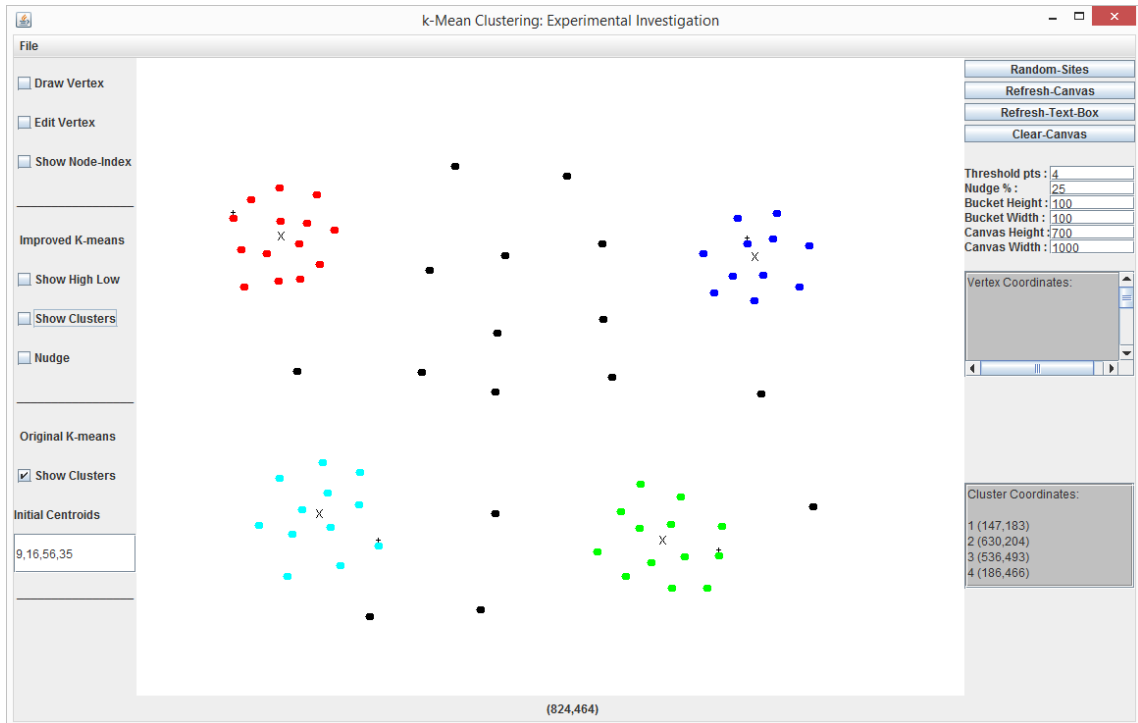 k-Mean Clustering: Experimental Investigation
File
Draw Vertex
Edit Vertex
Show Node-Index
Improved K-means
Show High Low
Show Clusters
Nudge
Original K-means
Show Clusters
Initial Centroids
9,16,56,35
X
X
X
X
Random-Sites
Refresh-Canvas
Refresh-Text-Box
Clear-Canvas
Threshold pts : 4
Nudge % : 25
Bucket Height : 100
Bucket Width : 100
Canvas Height : 700
Canvas Width : 1000
Vertex Coordinates:
Cluster Coordinates:
1 (147,183)
2 (630,204)
3 (536,493)
4 (186,466)
(824,464)